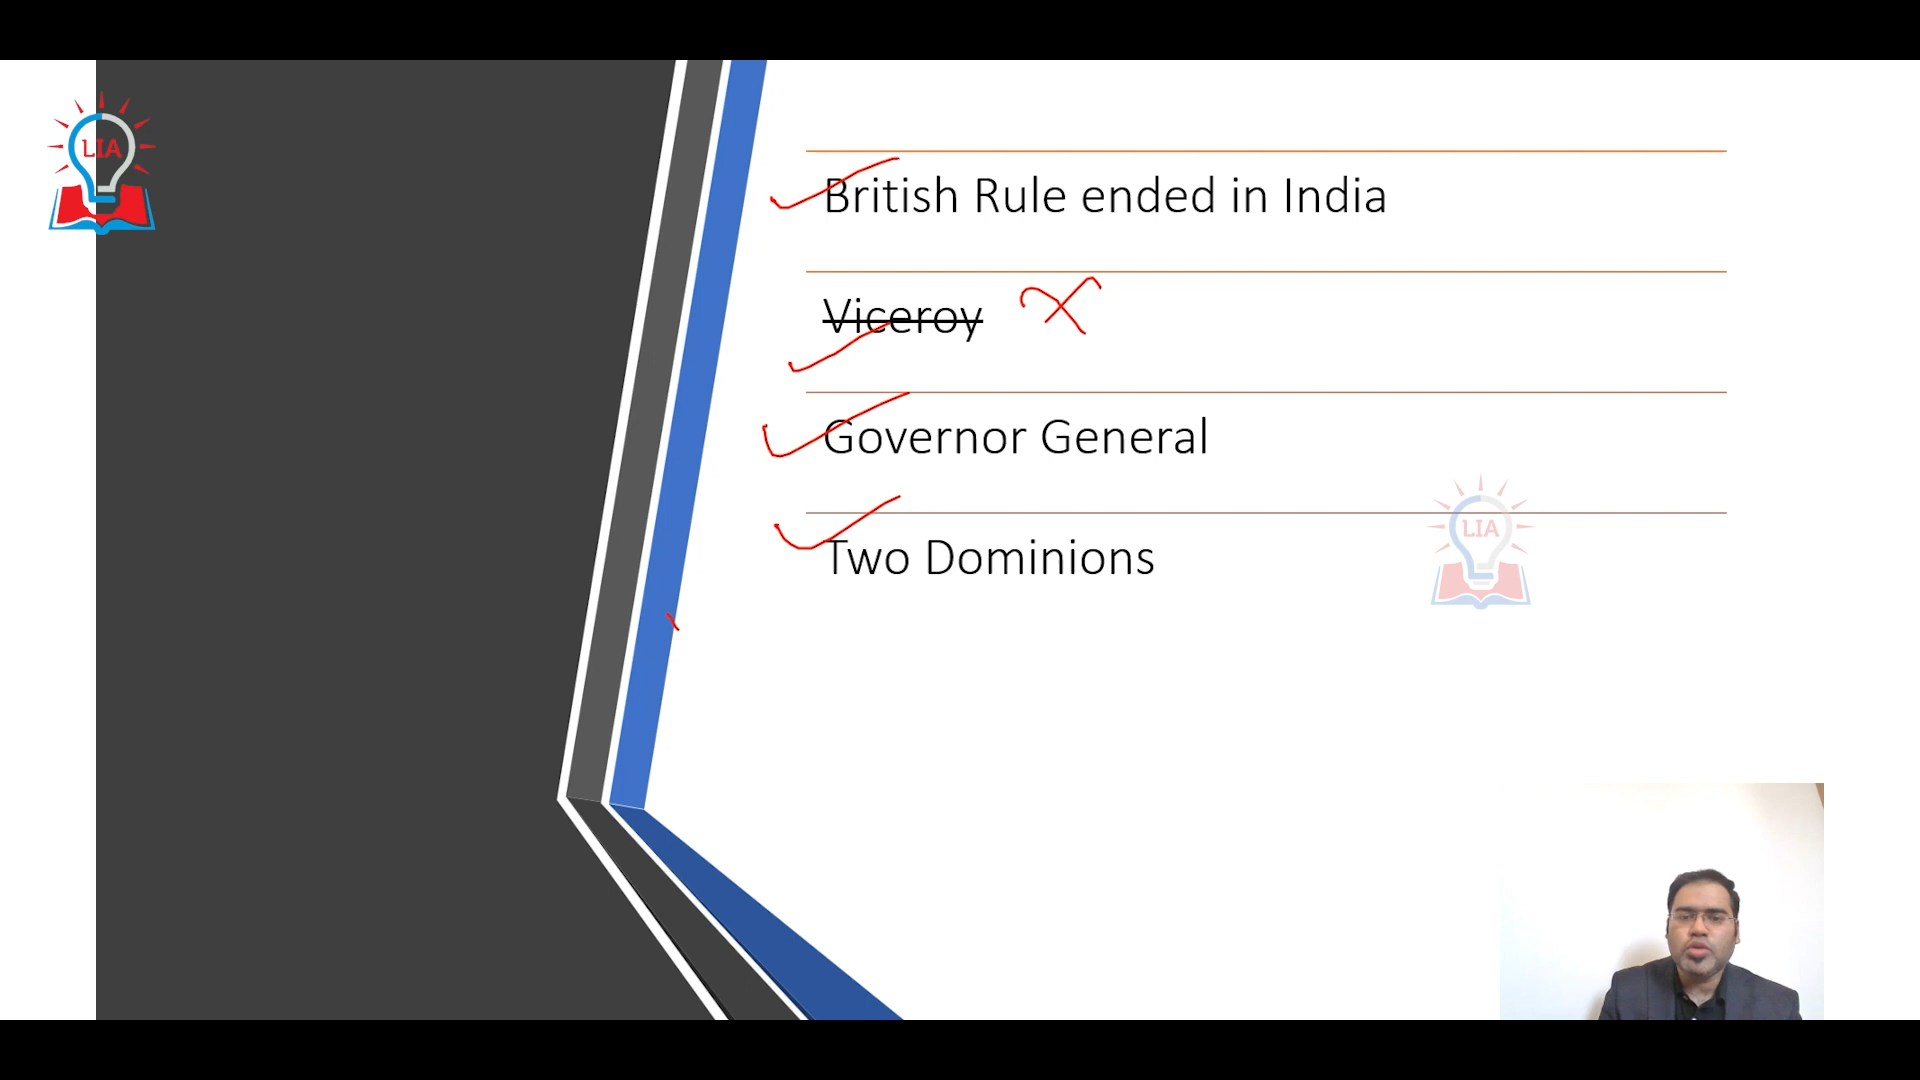 LIA
British Rule ended in India
Viceroy
Governor General
Two Dominions
LIA